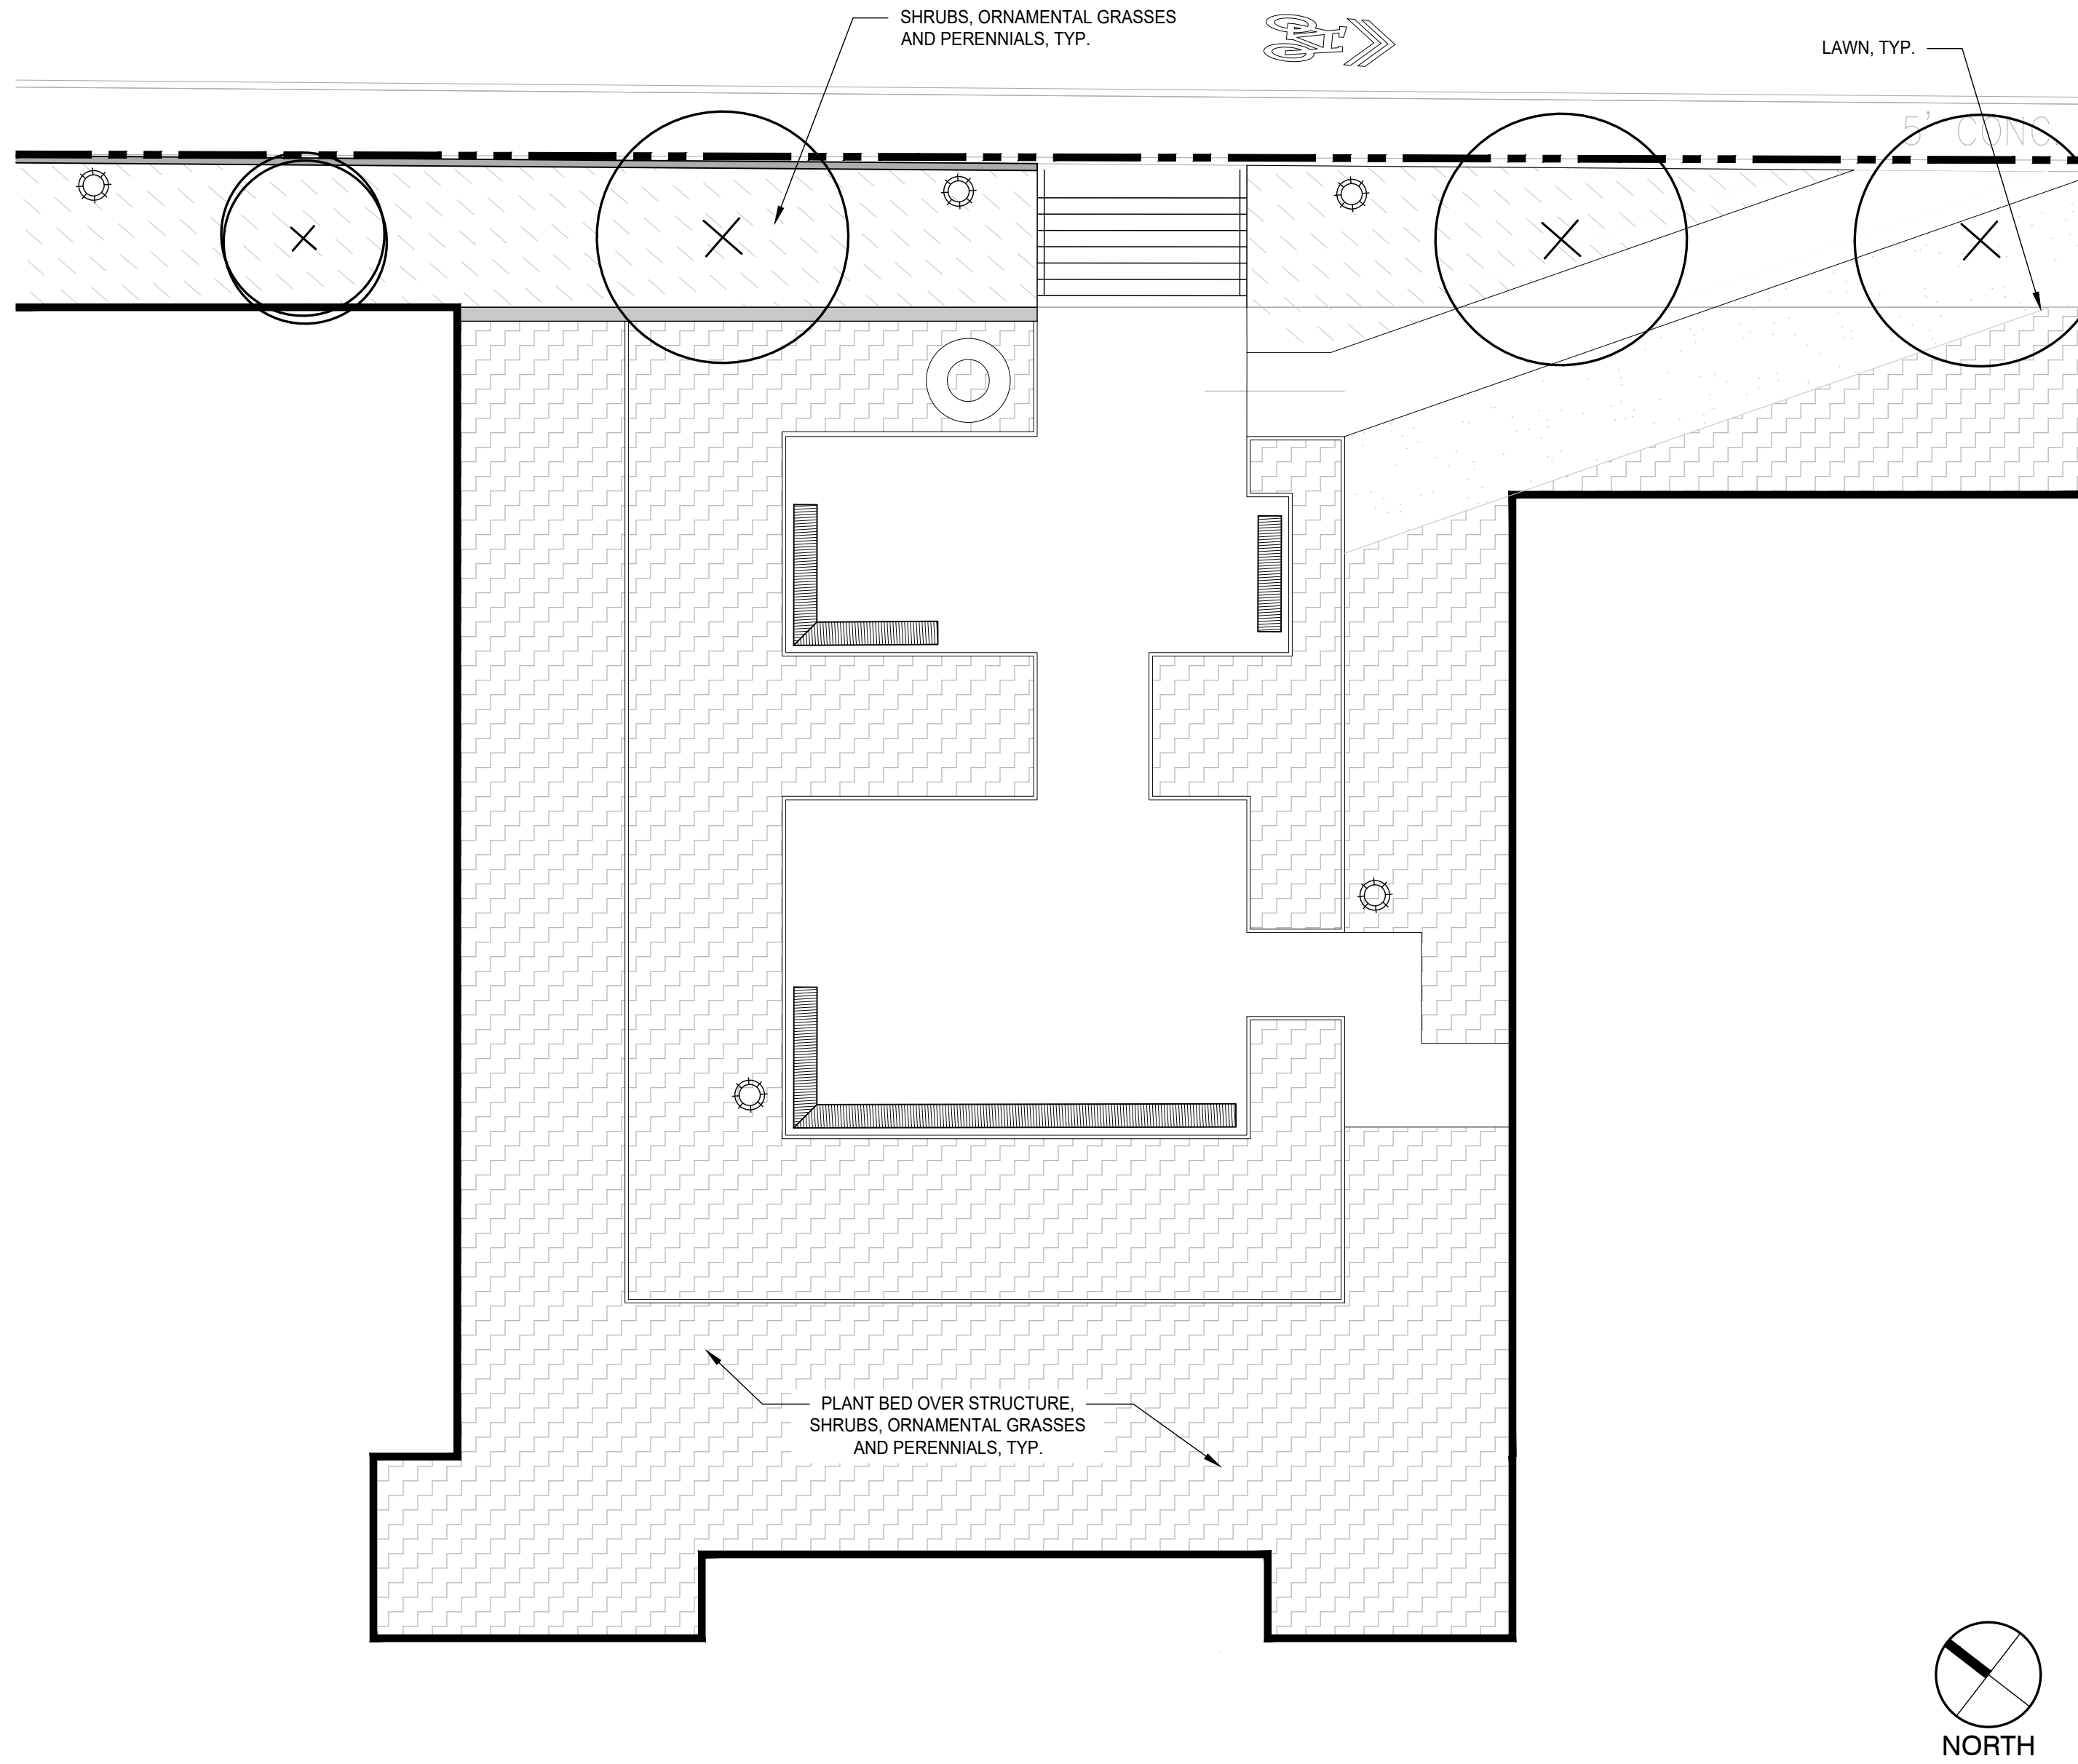 SHRUBS, ORNAMENTAL GRASSES
AND PERENNIALS, TYP.
LAWN, TYP.
5' CONC.
PLANT BED OVER STRUCTURE,
SHRUBS, ORNAMENTAL GRASSES
AND PERENNIALS, TYP.
NORTH